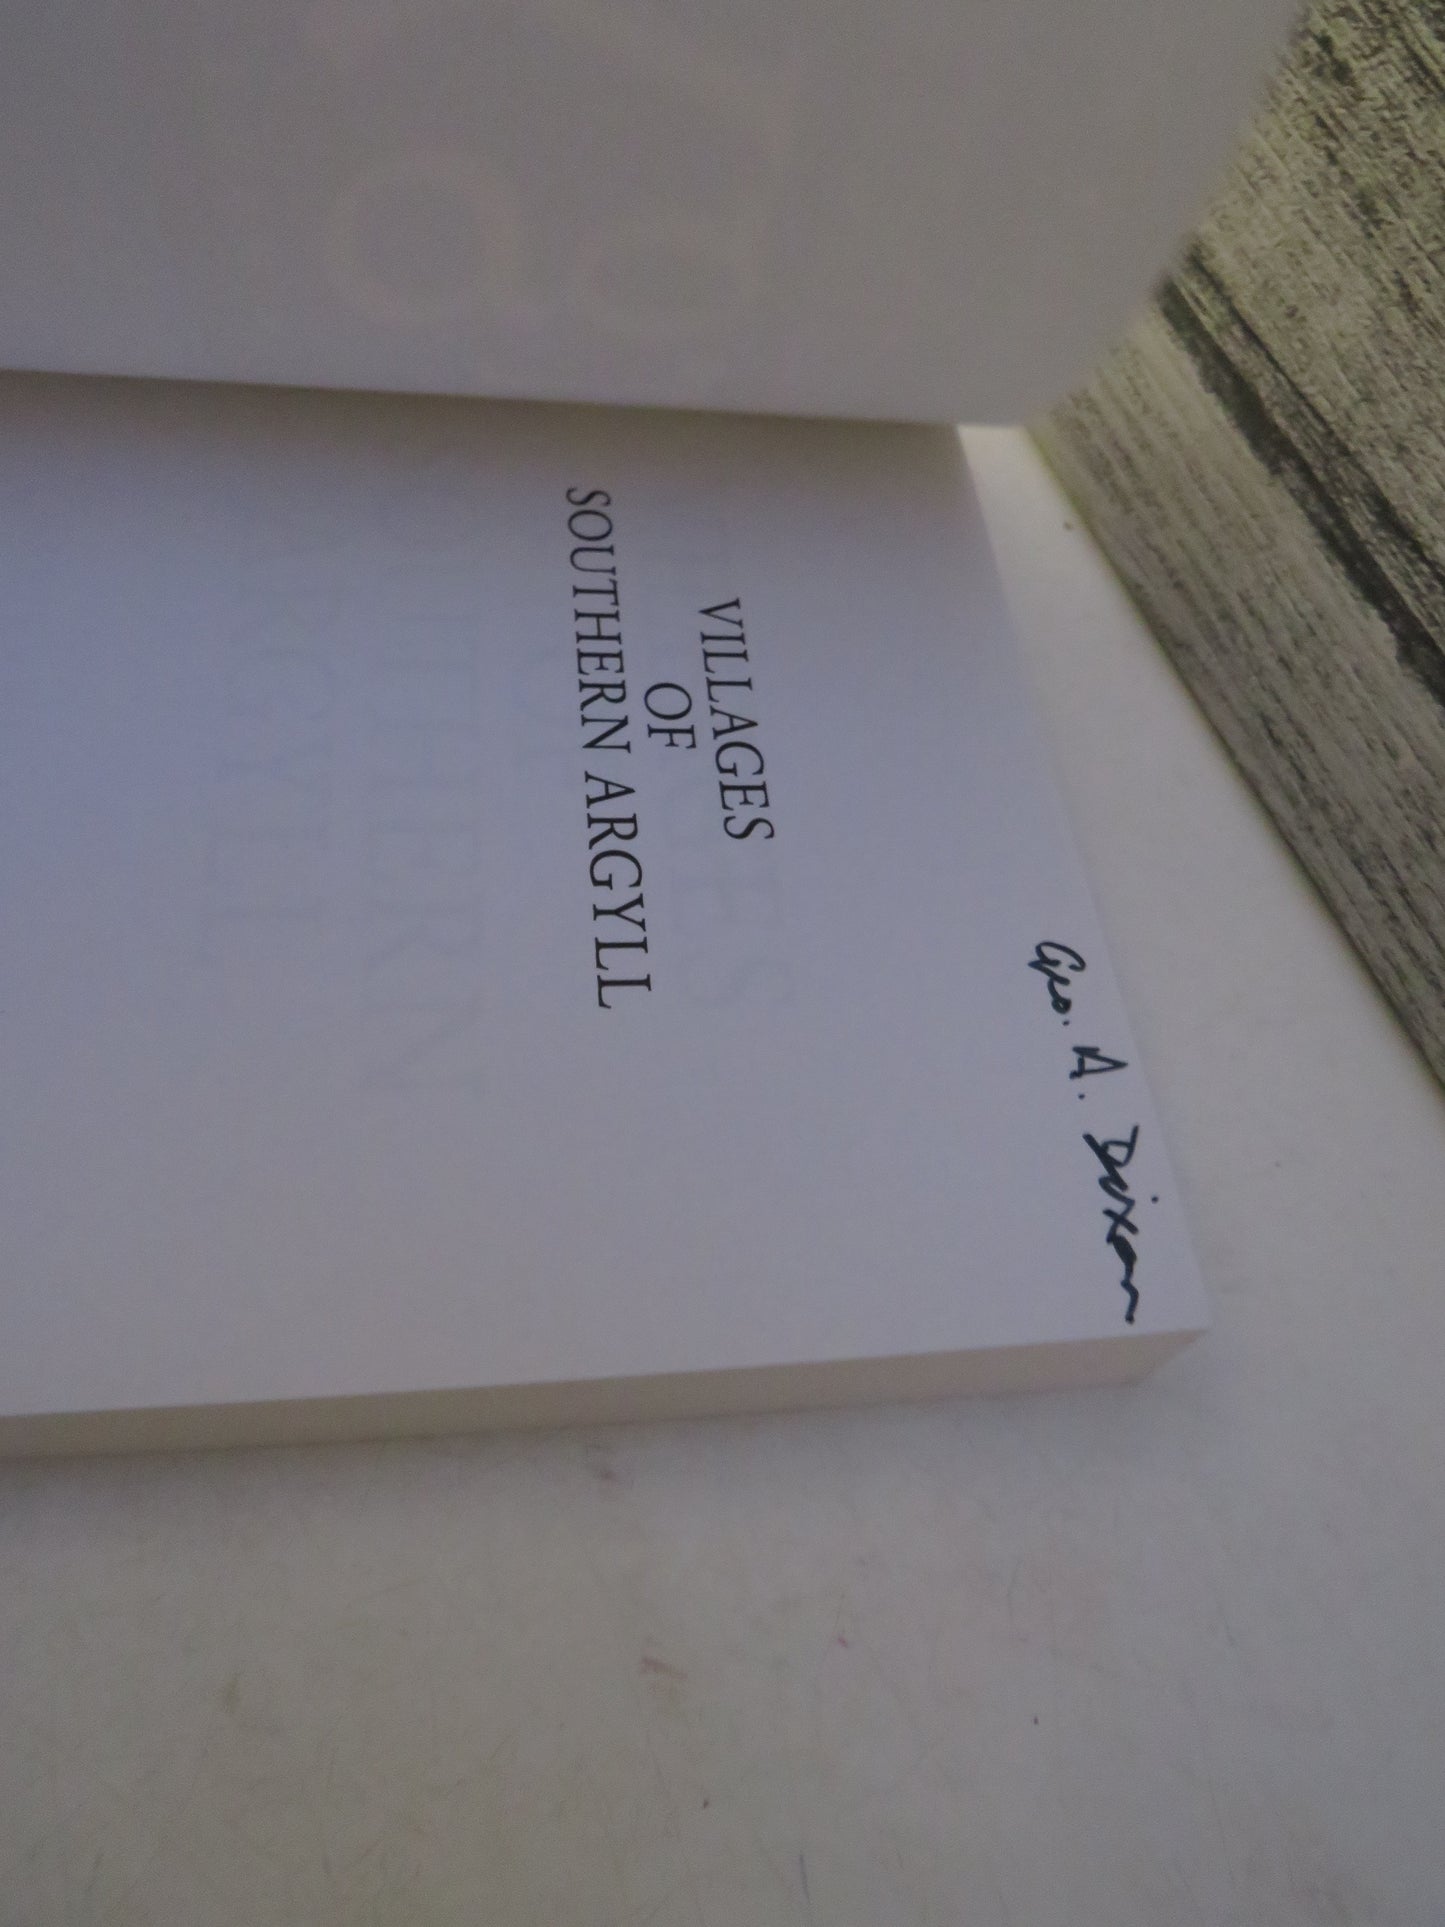 Geo. A. Dixon
VILLAGES
OF
SOUTHERN ARGYLL